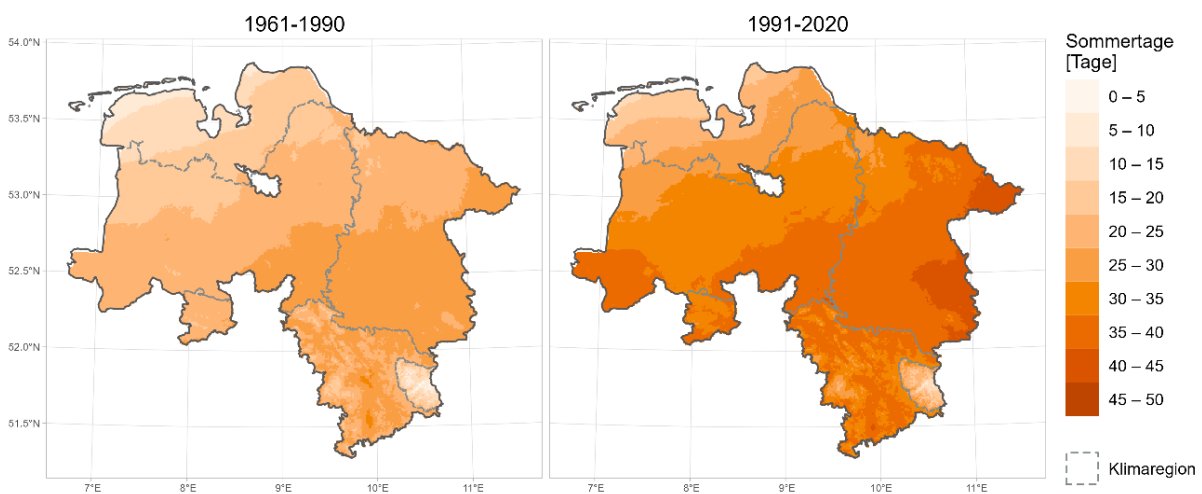 1961-1990
1991-2020
54.0°N
53.5°N
53.0°N
52.5°N
52.0°N
51.5°N
7°E 8°E 9°E 10°E 11°E
7°E 8°E 9°E 10°E 11°E
Sommertage
[Tage]
0 – 5
5 – 10
10 – 15
15 – 20
20 – 25
25 – 30
30 – 35
35 – 40
40 – 45
45 – 50
Klimaregion